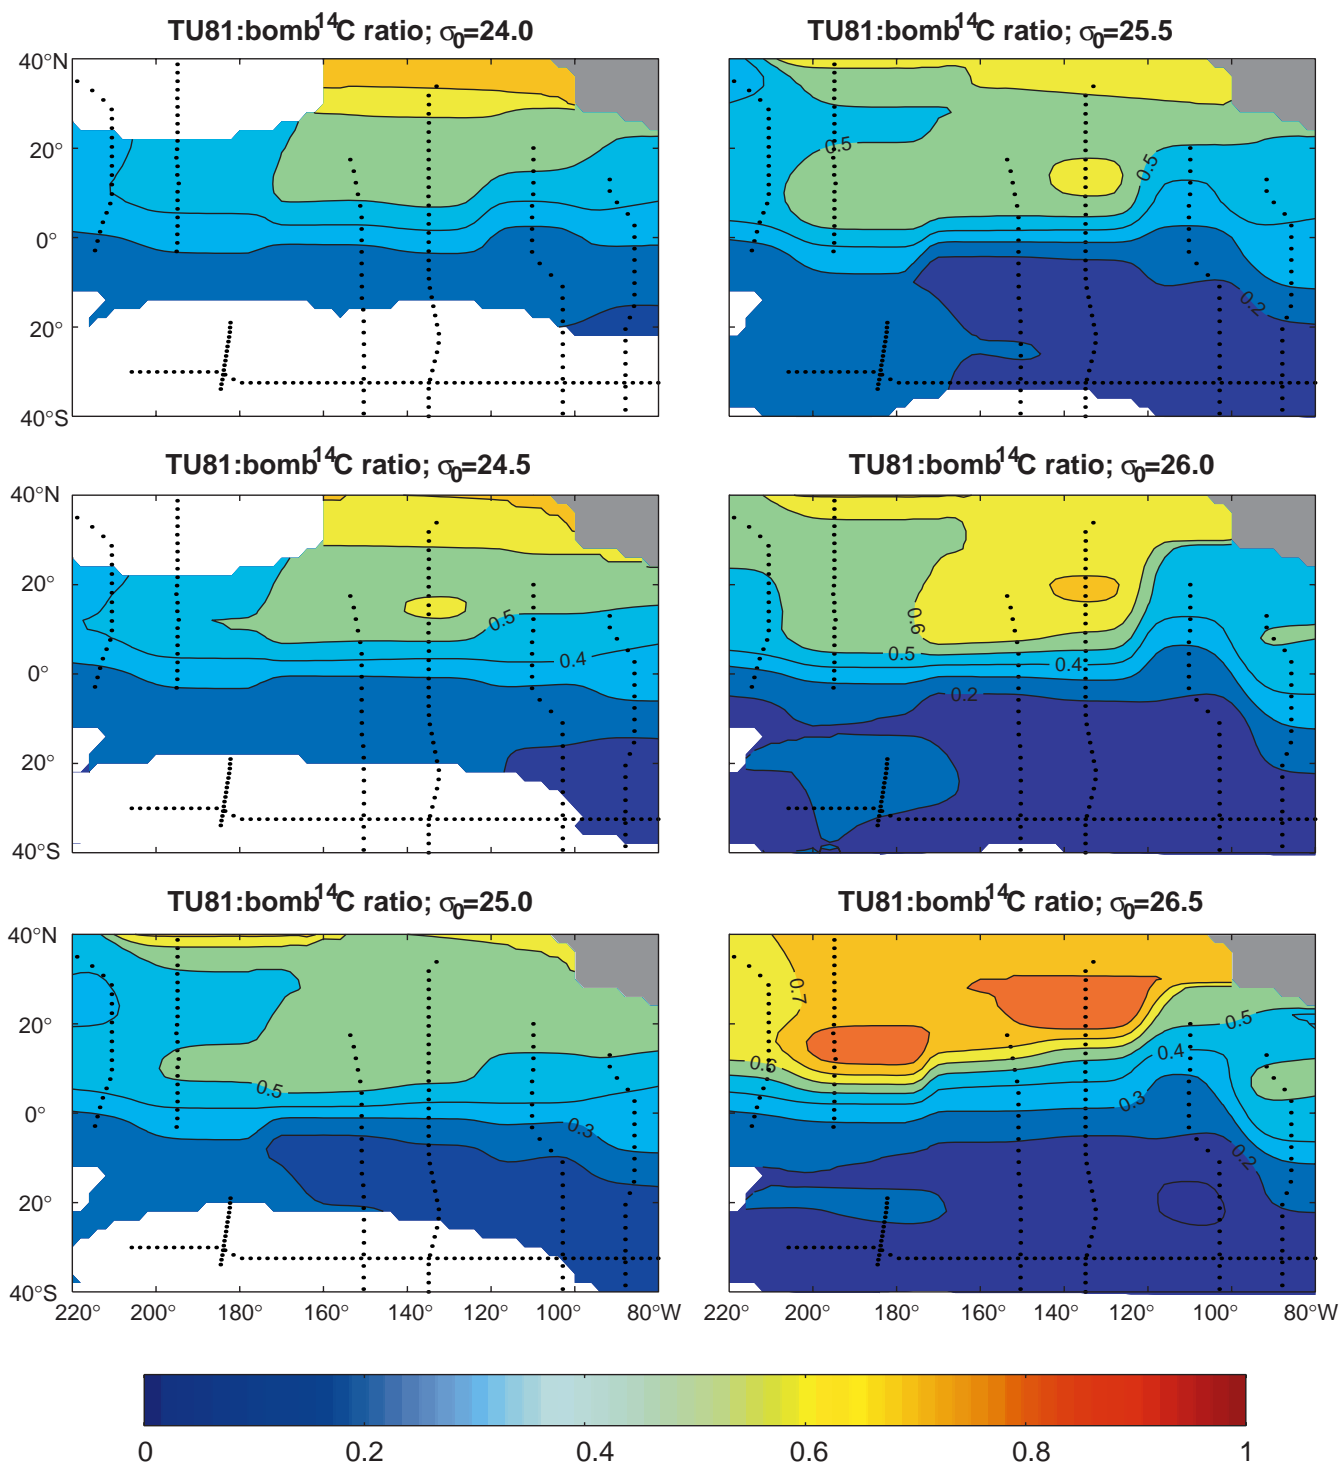 TU81:bomb¹⁴C ratio; σ₀=24.0
40°N
20°
0°
20°
40°S
TU81:bomb¹⁴C ratio; σ₀=25.5
0.5
0.5
0.2
TU81:bomb¹⁴C ratio; σ₀=24.5
40°N
20°
0°
20°
40°S
0.5
0.4
TU81:bomb¹⁴C ratio; σ₀=26.0
0.6
0.5
0.4
0.2
TU81:bomb¹⁴C ratio; σ₀=25.0
40°N
20°
0°
20°
40°S
0.5
0.3
220 200° 180° 160° 140° 120° 100° 80°W
TU81:bomb¹⁴C ratio; σ₀=26.5
0.7
0.6
0.5
0.4
0.3
0.2
220 200° 180° 160° 140° 120° 100° 80°W
0 0.2 0.4 0.6 0.8 1